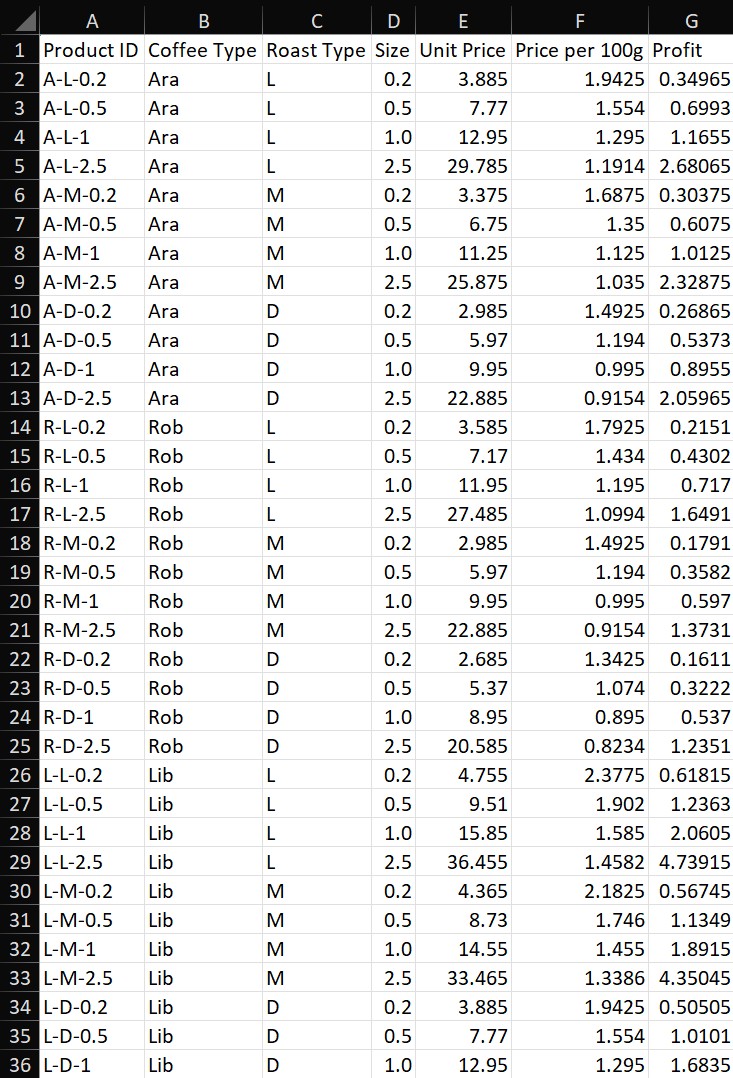 A B C D E F G
1 Product ID Coffee Type Roast Type Size Unit Price Price per 100g Profit
2 A-L-0.2 Ara L 0.2 3.885 1.9425 0.34965
3 A-L-0.5 Ara L 0.5 7.77 1.554 0.6993
4 A-L-1 Ara L 1.0 12.95 1.295 1.1655
5 A-L-2.5 Ara L 2.5 29.785 1.1914 2.68065
6 A-M-0.2 Ara M 0.2 3.375 1.6875 0.30375
7 A-M-0.5 Ara M 0.5 6.75 1.35 0.6075
8 A-M-1 Ara M 1.0 11.25 1.125 1.0125
9 A-M-2.5 Ara M 2.5 25.875 1.035 2.32875
10 A-D-0.2 Ara D 0.2 2.985 1.4925 0.26865
11 A-D-0.5 Ara D 0.5 5.97 1.194 0.5373
12 A-D-1 Ara D 1.0 9.95 0.995 0.8955
13 A-D-2.5 Ara D 2.5 22.885 0.9154 2.05965
14 R-L-0.2 Rob L 0.2 3.585 1.7925 0.2151
15 R-L-0.5 Rob L 0.5 7.17 1.434 0.4302
16 R-L-1 Rob L 1.0 11.95 1.195 0.717
17 R-L-2.5 Rob L 2.5 27.485 1.0994 1.6491
18 R-M-0.2 Rob M 0.2 2.985 1.4925 0.1791
19 R-M-0.5 Rob M 0.5 5.97 1.194 0.3582
20 R-M-1 Rob M 1.0 9.95 0.995 0.597
21 R-M-2.5 Rob M 2.5 22.885 0.9154 1.3731
22 R-D-0.2 Rob D 0.2 2.685 1.3425 0.1611
23 R-D-0.5 Rob D 0.5 5.37 1.074 0.3222
24 R-D-1 Rob D 1.0 8.95 0.895 0.537
25 R-D-2.5 Rob D 2.5 20.585 0.8234 1.2351
26 L-L-0.2 Lib L 0.2 4.755 2.3775 0.61815
27 L-L-0.5 Lib L 0.5 9.51 1.902 1.2363
28 L-L-1 Lib L 1.0 15.85 1.585 2.0605
29 L-L-2.5 Lib L 2.5 36.455 1.4582 4.73915
30 L-M-0.2 Lib M 0.2 4.365 2.1825 0.56745
31 L-M-0.5 Lib M 0.5 8.73 1.746 1.1349
32 L-M-1 Lib M 1.0 14.55 1.455 1.8915
33 L-M-2.5 Lib M 2.5 33.465 1.3386 4.35045
34 L-D-0.2 Lib D 0.2 3.885 1.9425 0.50505
35 L-D-0.5 Lib D 0.5 7.77 1.554 1.0101
36 L-D-1 Lib D 1.0 12.95 1.295 1.6835